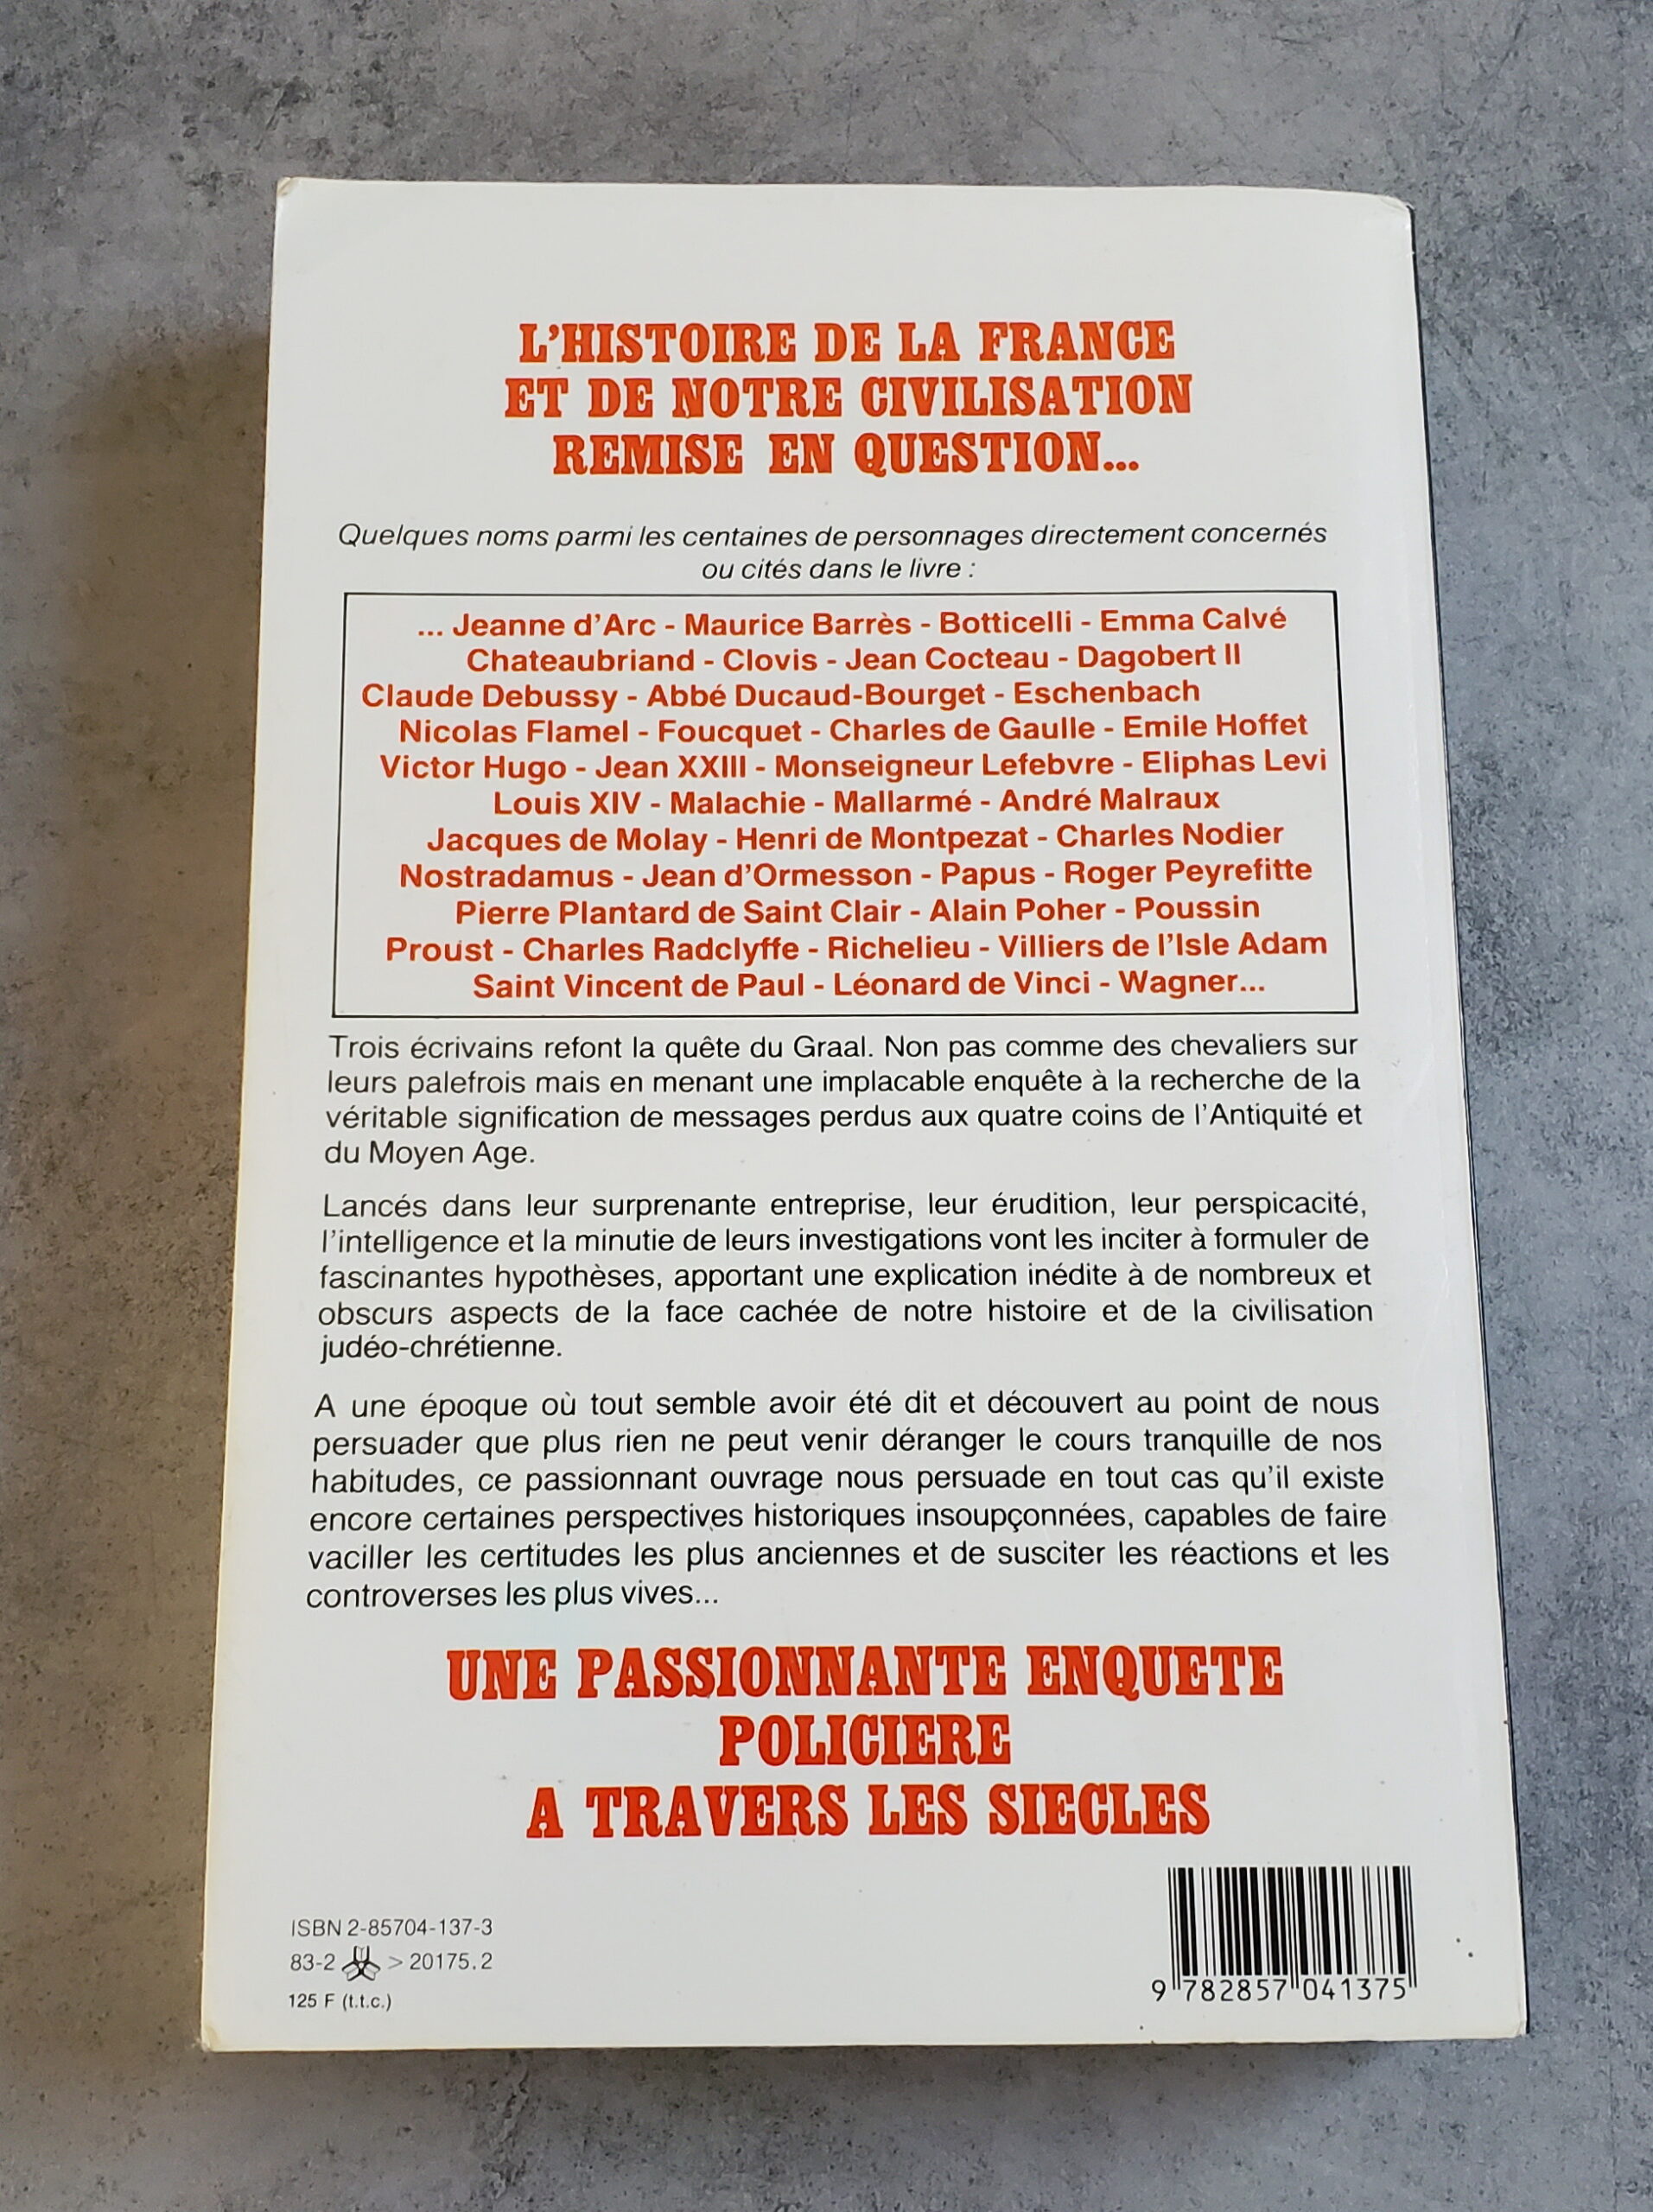 L'HISTOIRE DE LA FRANCE
ET DE NOTRE CIVILISATION
REMISE EN QUESTION...
Quelques noms parmi les centaines de personnages directement concernés
ou cités dans le livre :
... Jeanne d'Arc - Maurice Barrès - Botticelli - Emma Calvé
Chateaubriand - Clovis - Jean Cocteau - Dagobert II
Claude Debussy - Abbé Ducaud-Bourget - Eschenbach
Nicolas Flamel - Foucquet - Charles de Gaulle - Emile Hoffet
Victor Hugo - Jean XXIII - Monseigneur Lefebvre - Eliphas Levi
Louis XIV - Malachie - Mallarmé - André Malraux
Jacques de Molay - Henri de Montpezat - Charles Nodier
Nostradamus - Jean d'Ormesson - Papus - Roger Peyrefitte
Pierre Plantard de Saint Clair - Alain Poher - Poussin
Proust - Charles Radclyffe - Richelieu - Villiers de l'Isle Adam
Saint Vincent de Paul - Léonard de Vinci - Wagner...
Trois écrivains refont la quête du Graal. Non pas comme des chevaliers sur
leurs palefrois mais en menant une implacable enquête à la recherche de la
véritable signification de messages perdus aux quatre coins de l'Antiquité et
du Moyen Age.
Lancés dans leur surprenante entreprise, leur érudition, leur perspicacité,
l'intelligence et la minutie de leurs investigations vont les inciter à formuler de
fascinantes hypothèses, apportant une explication inédite à de nombreux et
obscurs aspects de la face cachée de notre histoire et de la civilisation
judéo-chrétienne.
A une époque où tout semble avoir été dit et découvert au point de nous
persuader que plus rien ne peut venir déranger le cours tranquille de nos
habitudes, ce passionnant ouvrage nous persuade en tout cas qu'il existe
encore certaines perspectives historiques insoupçonnées, capables de faire
vaciller les certitudes les plus anciennes et de susciter les réactions et les
controverses les plus vives...
UNE PASSIONNANTE ENQUETE
POLICIERE
A TRAVERS LES SIECLES
ISBN 2-85704-137-3
83-2 > 20175.2
125 F (t.t.c.)
9 782857 041375